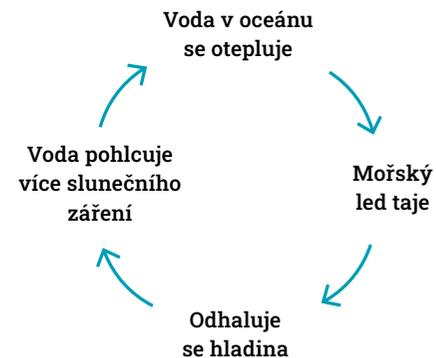 Voda v oceánu
se otepluje
Mořský
led taje
Odhaluje
se hladina
Voda pohlcuje
více slunečního
záření